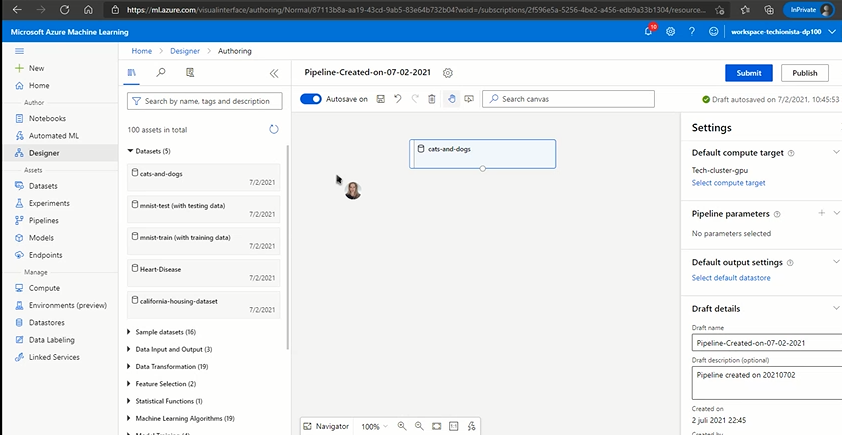 https://ml.azure.com/visualinterface/authoring/Normal/87113b8a-aa19-43cd-9ab5-83e64b732b04?wsid=/subscriptions/2f596e5a-5256-4be2-a456-edb9a33b1304/resource...
InPrivate
Microsoft Azure Machine Learning
10
workspace-techionista-dp100
Home
Designer
Authoring
New
Home
Author
Notebooks
Automated ML
Designer
Assets
Datasets
Experiments
Pipelines
Models
Endpoints
Manage
Compute
Environments (preview)
Datastores
Data Labeling
Linked Services
Search by name, tags and description
100 assets in total
Datasets (5)
cats-and-dogs
7/2/2021
mnist-test (with testing data)
7/2/2021
mnist-train (with training data)
7/2/2021
Heart-Disease
7/2/2021
california-housing-dataset
7/2/2021
Sample datasets (16)
Data Input and Output (3)
Data Transformation (19)
Feature Selection (2)
Statistical Functions (1)
Machine Learning Algorithms (19)
Pipeline-Created-on-07-02-2021
Submit
Publish
Autosave on
Search canvas
Draft autosaved on 7/2/2021, 10:45:53
cats-and-dogs
Navigator
100%
Settings
Default compute target
Tech-cluster-gpu
Select compute target
Pipeline parameters
No parameters selected
Default output settings
Select default datastore
Draft details
Draft name
Pipeline-Created-on-07-02-2021
Draft description (optional)
Pipeline created on 20210702
Created on
2 juli 2021 22:45